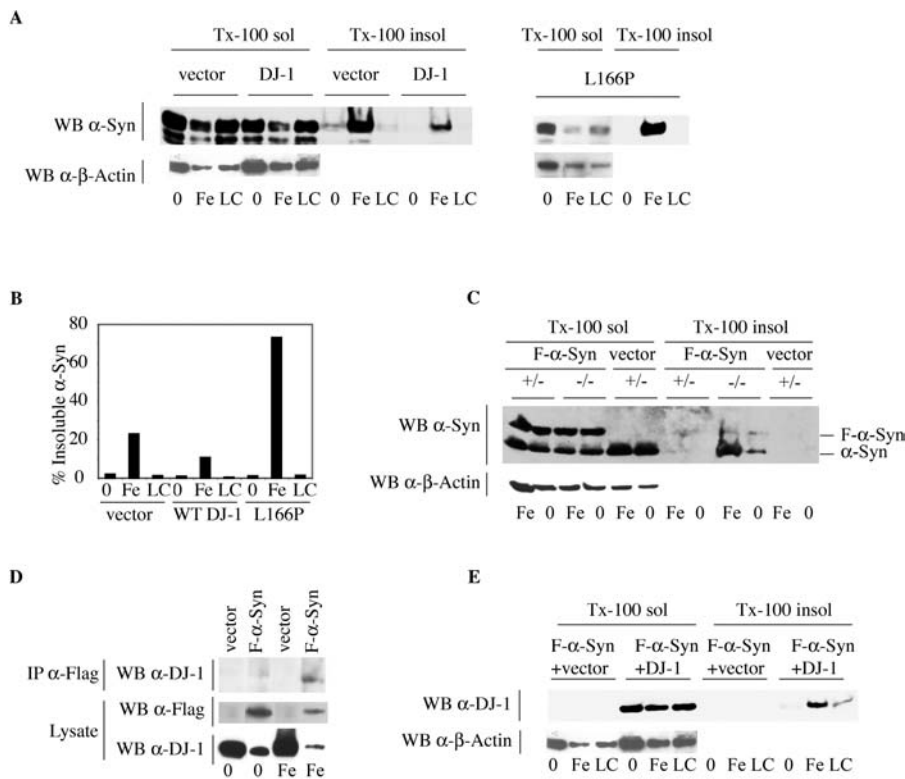 A
Tx-100 sol Tx-100 insol Tx-100 sol Tx-100 insol
vector DJ-1 vector DJ-1 L166P
WB α-Syn
WB α-β-Actin
0 Fe LC 0 Fe LC 0 Fe LC 0 Fe LC 0 Fe LC 0 Fe LC
B
% Insoluble α-Syn
80
60
40
20
0
0 Fe LC 0 Fe LC 0 Fe LC
vector WT DJ-1 L166P
C
Tx-100 sol Tx-100 insol
F-α-Syn vector F-α-Syn vector
+/- -/- +/- +/- -/- +/-
WB α-Syn
F-α-Syn
α-Syn
WB α-β-Actin
Fe 0 Fe 0 Fe 0 Fe 0 Fe 0 Fe 0
D
vector F-α-Syn vector F-α-Syn
IP α-Flag WB α-DJ-1
Lysate WB α-Flag
WB α-DJ-1
0 0 Fe Fe
E
Tx-100 sol Tx-100 insol
F-α-Syn F-α-Syn F-α-Syn F-α-Syn
+vector +DJ-1 +vector +DJ-1
WB α-DJ-1
WB α-β-Actin
0 Fe LC 0 Fe LC 0 Fe LC 0 Fe LC